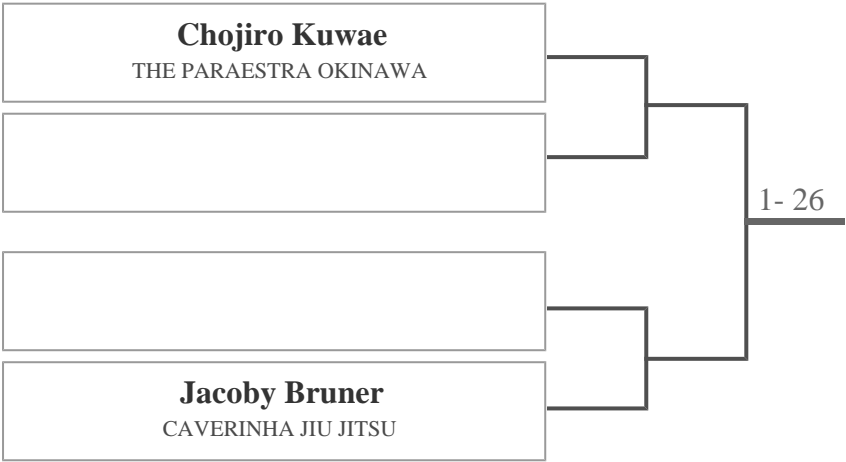 Chojiro Kuwae
THE PARAESTRA OKINAWA
1- 26
Jacoby Bruner
CAVERINHA JIU JITSU